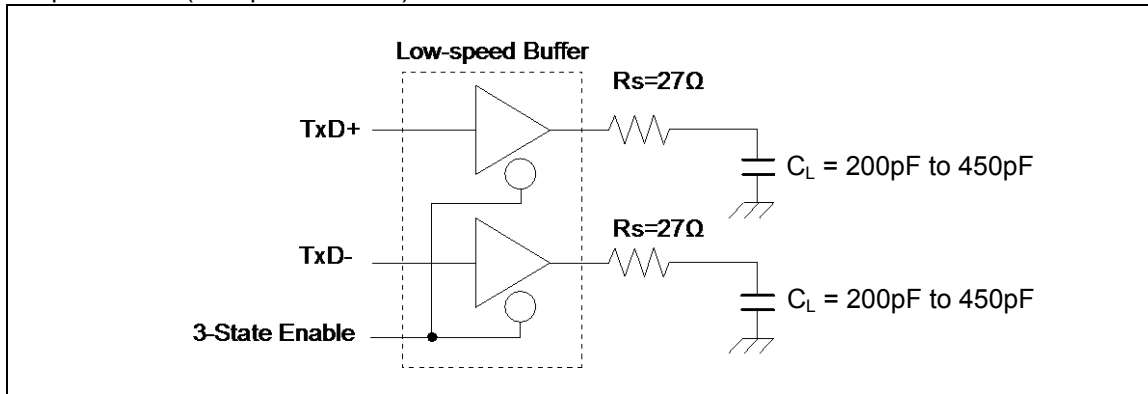 Low-speed Buffer
Rs=27Ω
TxD+
C_L = 200pF to 450pF
Rs=27Ω
TxD-
C_L = 200pF to 450pF
3-State Enable